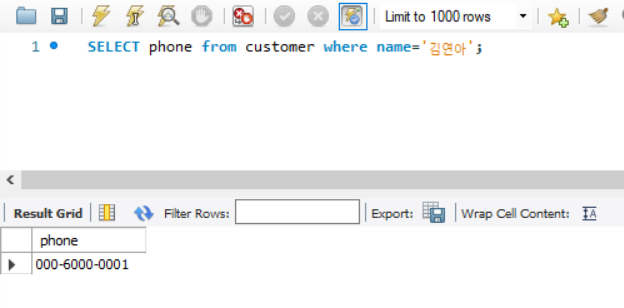 Limit to 1000 rows
1 SELECT phone from customer where name='김연아';
Result Grid Filter Rows: Export: Wrap Cell Content: IA
phone
000-6000-0001